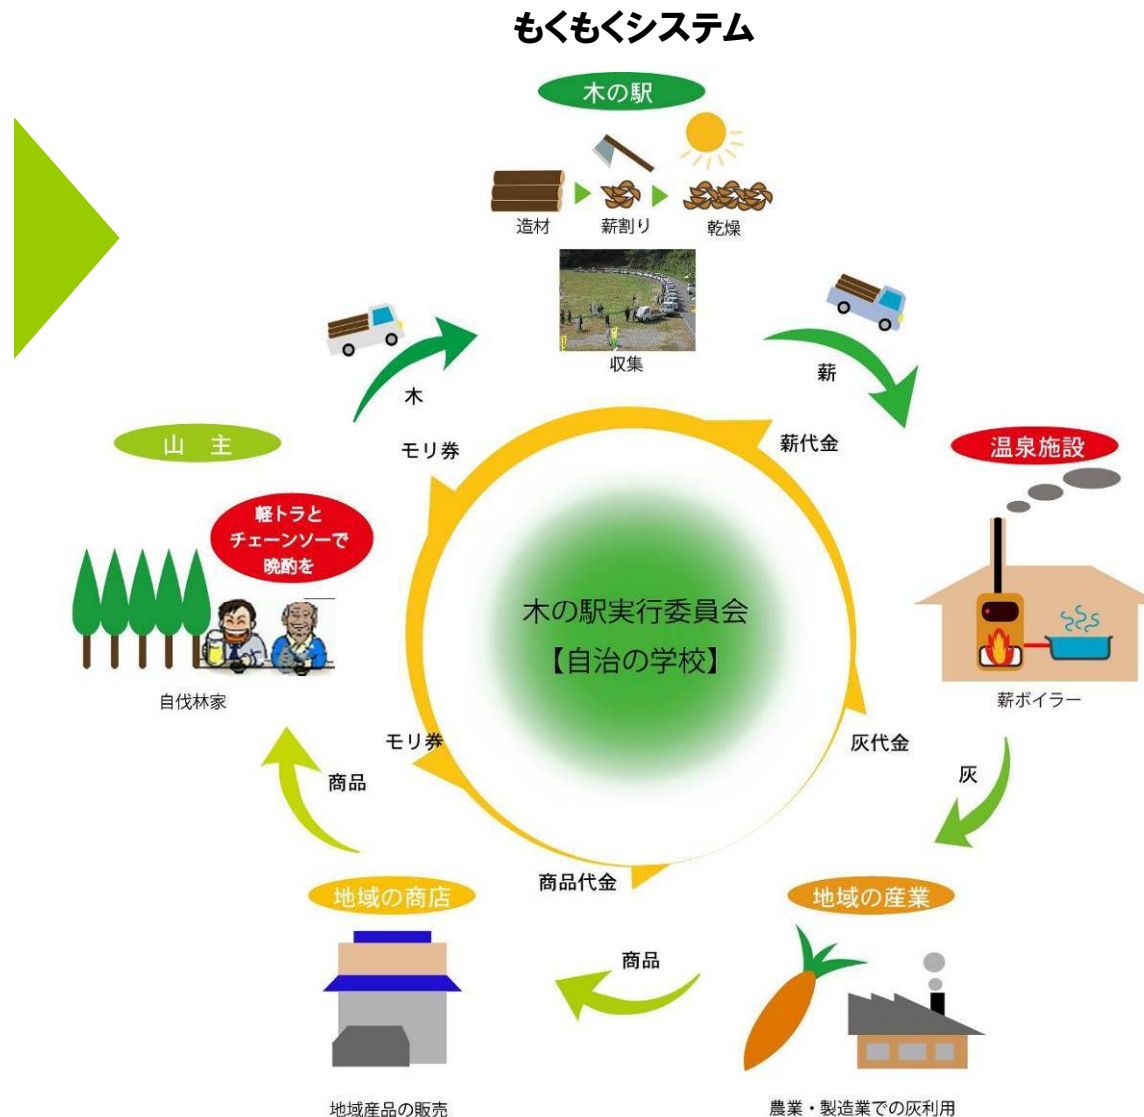 もくもくシステム
木の駅
造材
薪割り
乾燥
収集
木
薪
山 主
モリ券
薪代金
温泉施設
軽トラと
チェーンソーで
晩酌を
木の駅実行委員会
【自治の学校】
自伐林家
薪ボイラー
モリ券
灰代金
商品
灰
商品代金
地域の商店
地域の産業
商品
地域産品の販売
農業・製造業での灰利用